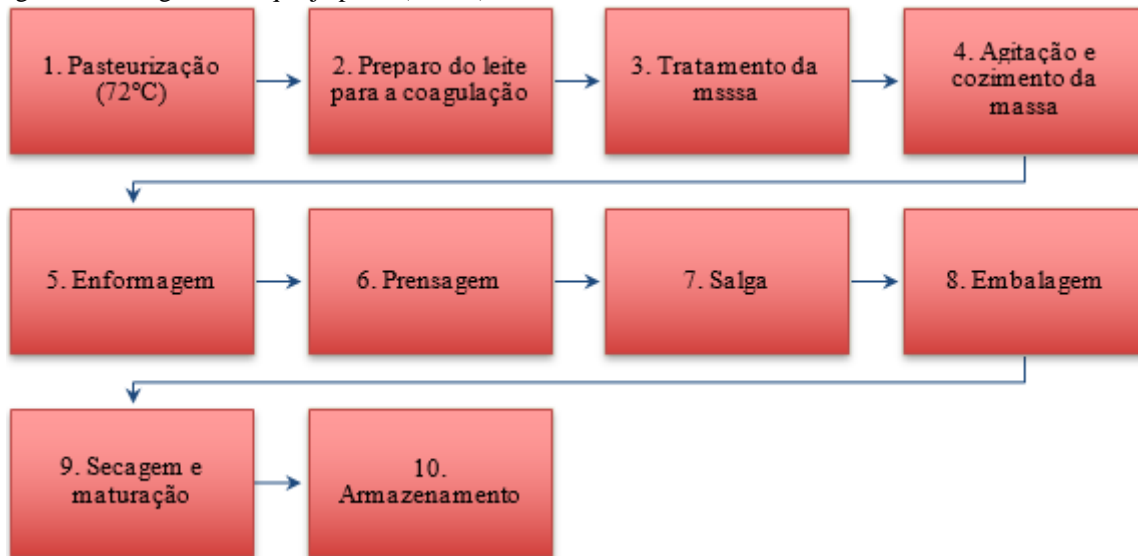 1. Pasteurização
(72°C)
2. Preparo do leite
para a coagulação
3. Tratamento da
msssa
4. Agitação e
cozimento da
massa
5. Enformagem
6. Prensagem
7. Salga
8. Embalagem
9. Secagem e
maturação
10.
Armazenamento